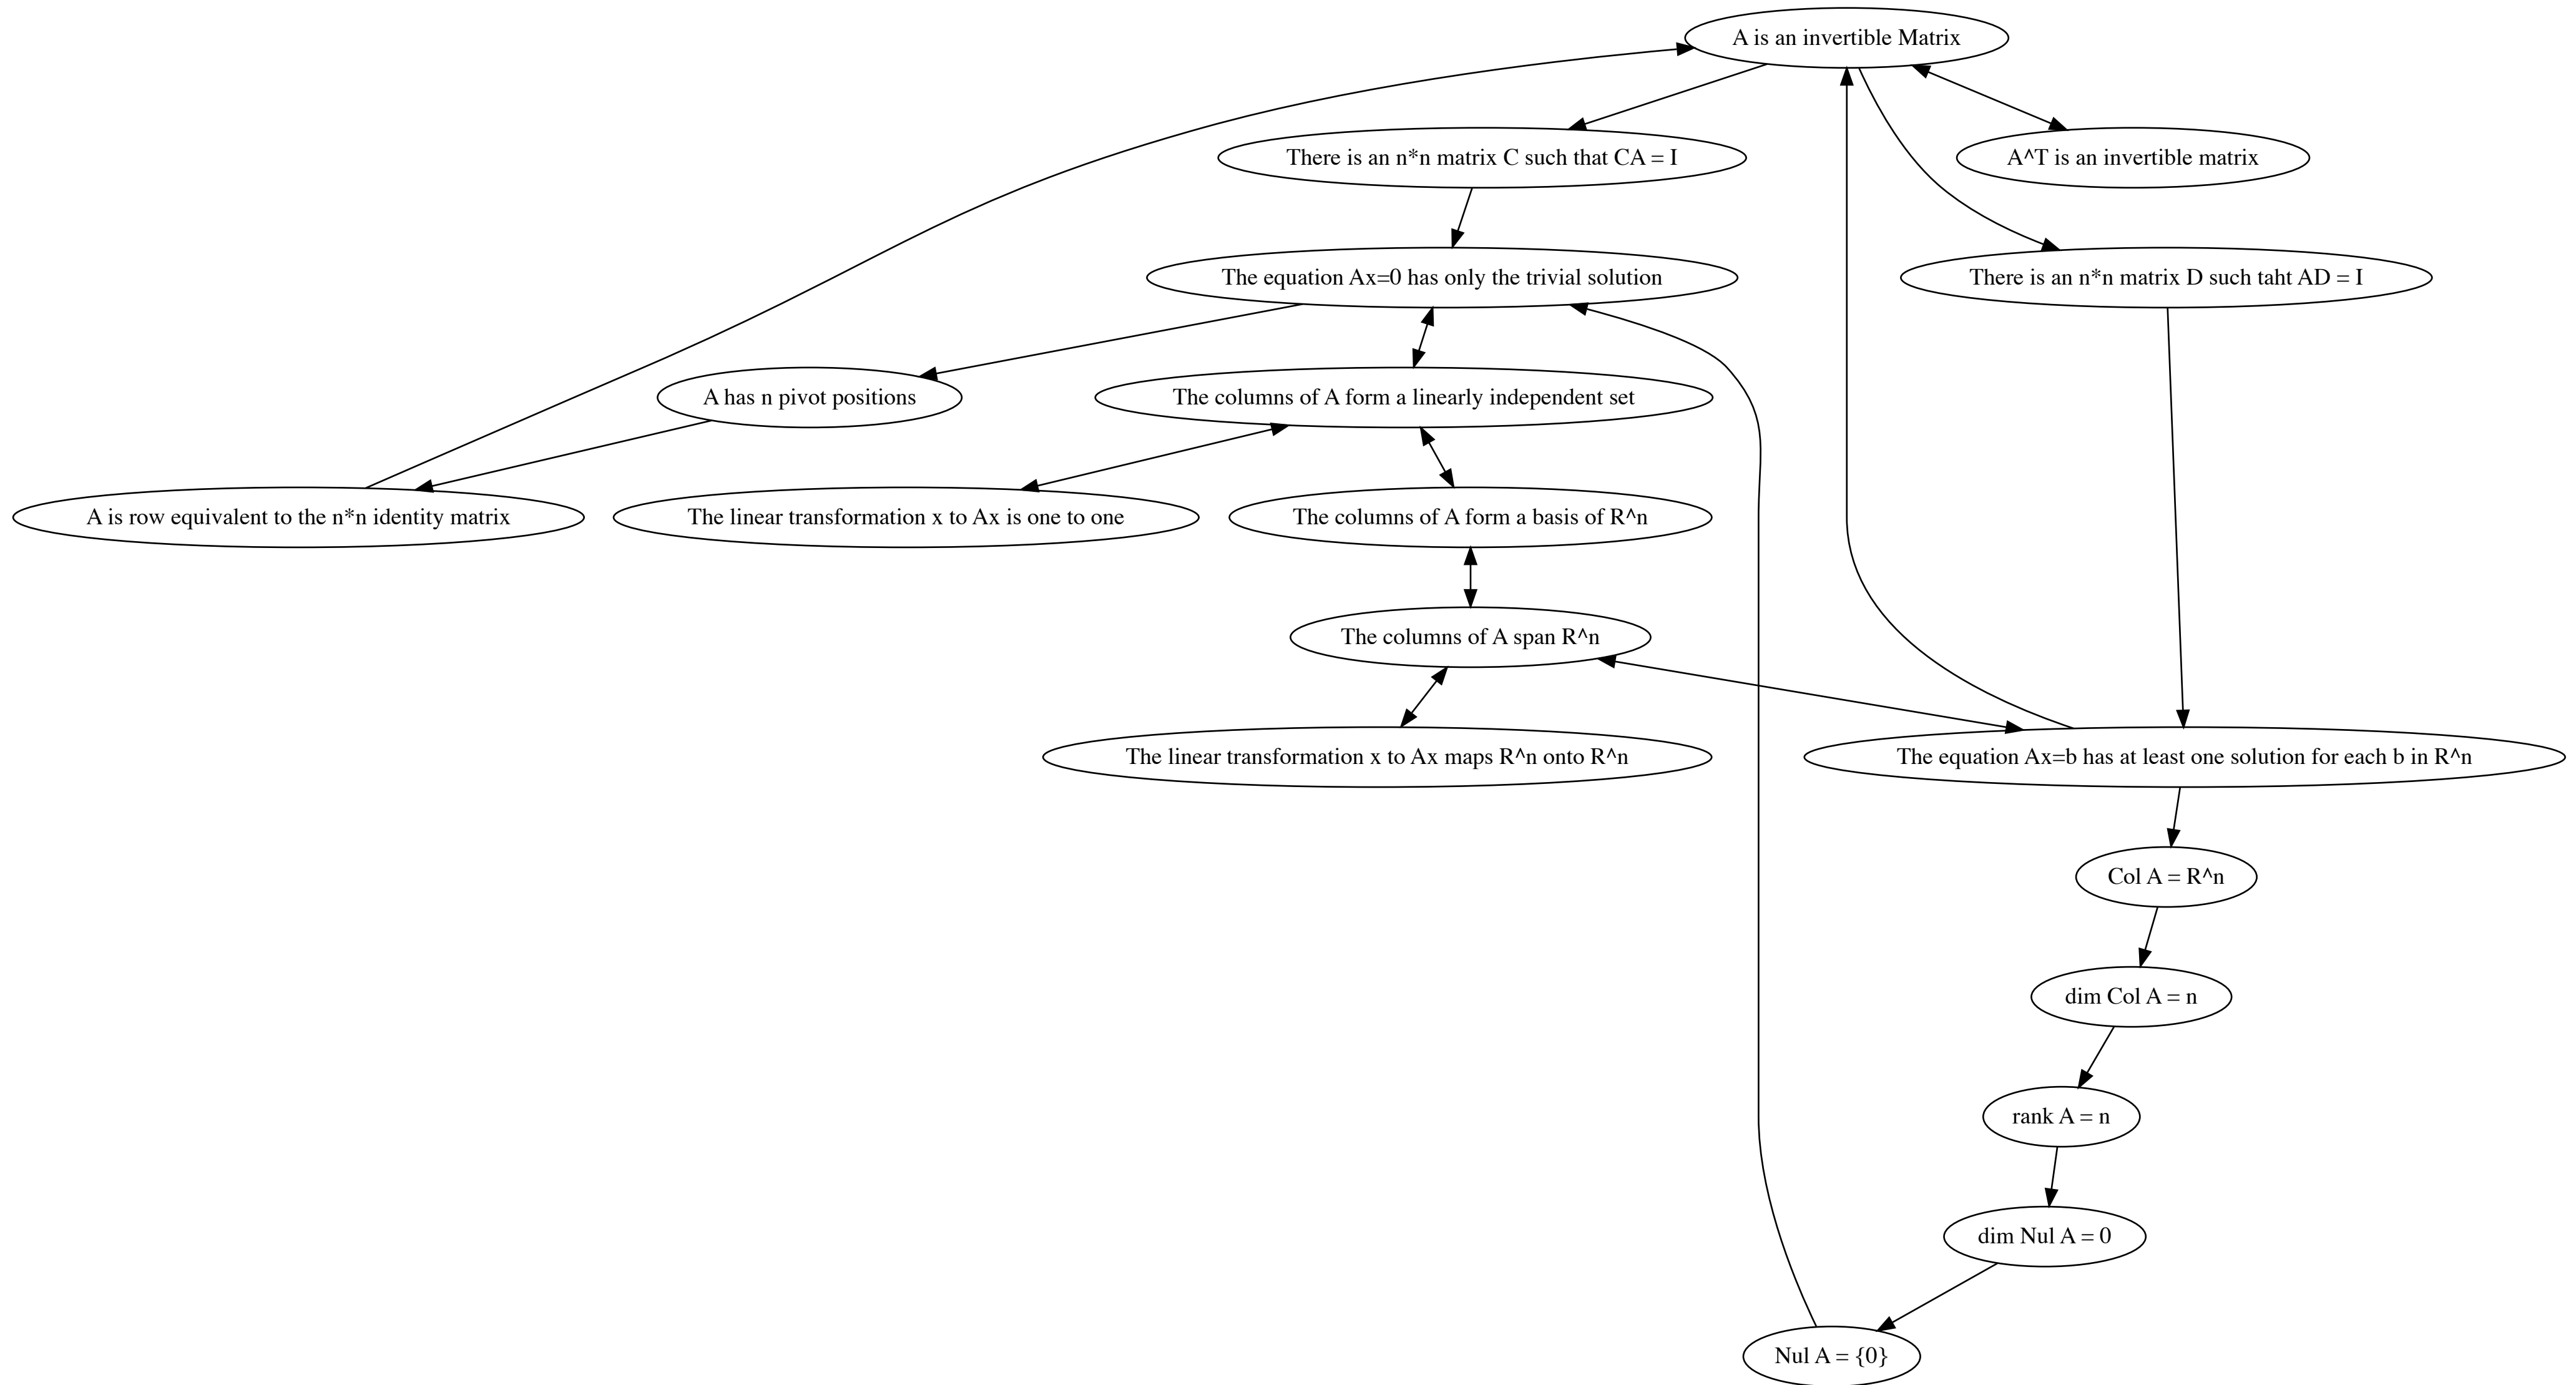 A is an invertible Matrix
There is an n*n matrix C such that CA = I
A^T is an invertible matrix
The equation Ax=0 has only the trivial solution
There is an n*n matrix D such taht AD = I
A has n pivot positions
The columns of A form a linearly independent set
A is row equivalent to the n*n identity matrix
The linear transformation x to Ax is one to one
The columns of A form a basis of R^n
The columns of A span R^n
The linear transformation x to Ax maps R^n onto R^n
The equation Ax=b has at least one solution for each b in R^n
Col A = R^n
dim Col A = n
rank A = n
dim Nul A = 0
Nul A = {0}